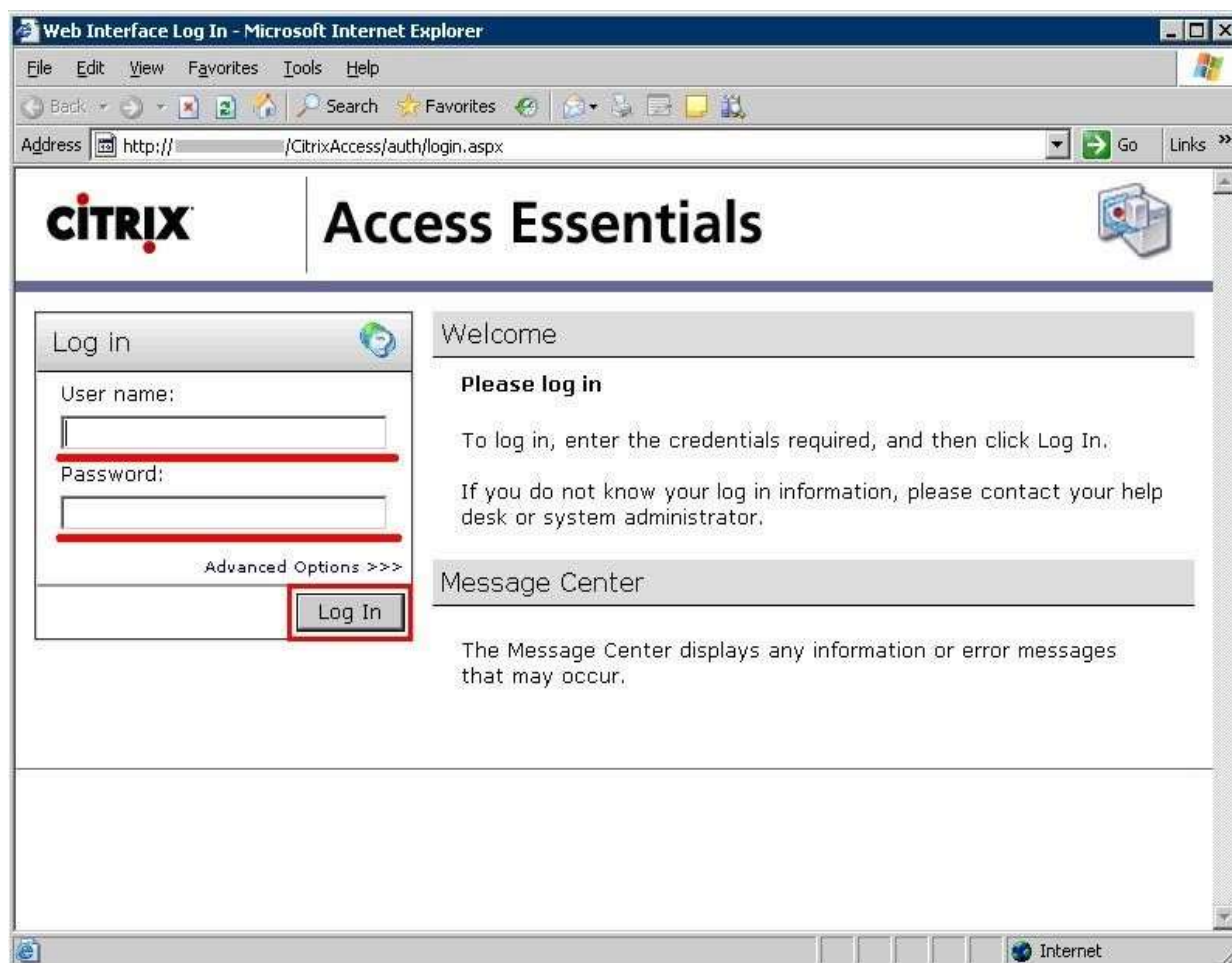 Web Interface Log In - Microsoft Internet Explorer
File Edit View Favorites Tools Help
Back Search Favorites
Address http:// /CitrixAccess/auth/login.aspx Go Links »
CITRIX Access Essentials
Log in
User name:
Password:
Advanced Options >>>
Log In
Welcome
Please log in
To log in, enter the credentials required, and then click Log In.
If you do not know your log in information, please contact your help
desk or system administrator.
Message Center
The Message Center displays any information or error messages
that may occur.
Internet